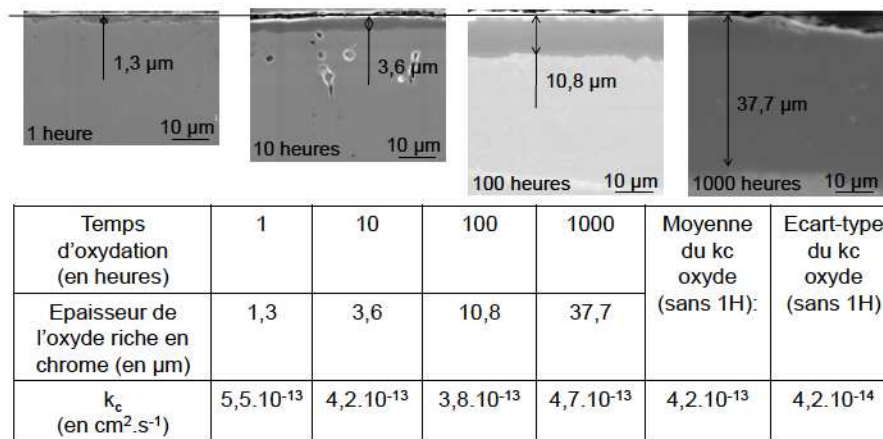 1,3 µm
1 heure
10 µm
3,6 µm
10 heures
10 µm
10,8 µm
100 heures
10 µm
37,7 µm
1000 heures
10 µm
Temps
d'oxydation
(en heures)
1
10
100
1000
Moyenne
du kc
oxyde
(sans 1H):
Ecart-type
du kc
oxyde
(sans 1H)
Epaisseur de
l'oxyde riche en
chrome (en µm)
1,3
3,6
10,8
37,7
kc
(en cm².s⁻¹)
5,5.10⁻¹³
4,2.10⁻¹³
3,8.10⁻¹³
4,7.10⁻¹³
4,2.10⁻¹³
4,2.10⁻¹⁴